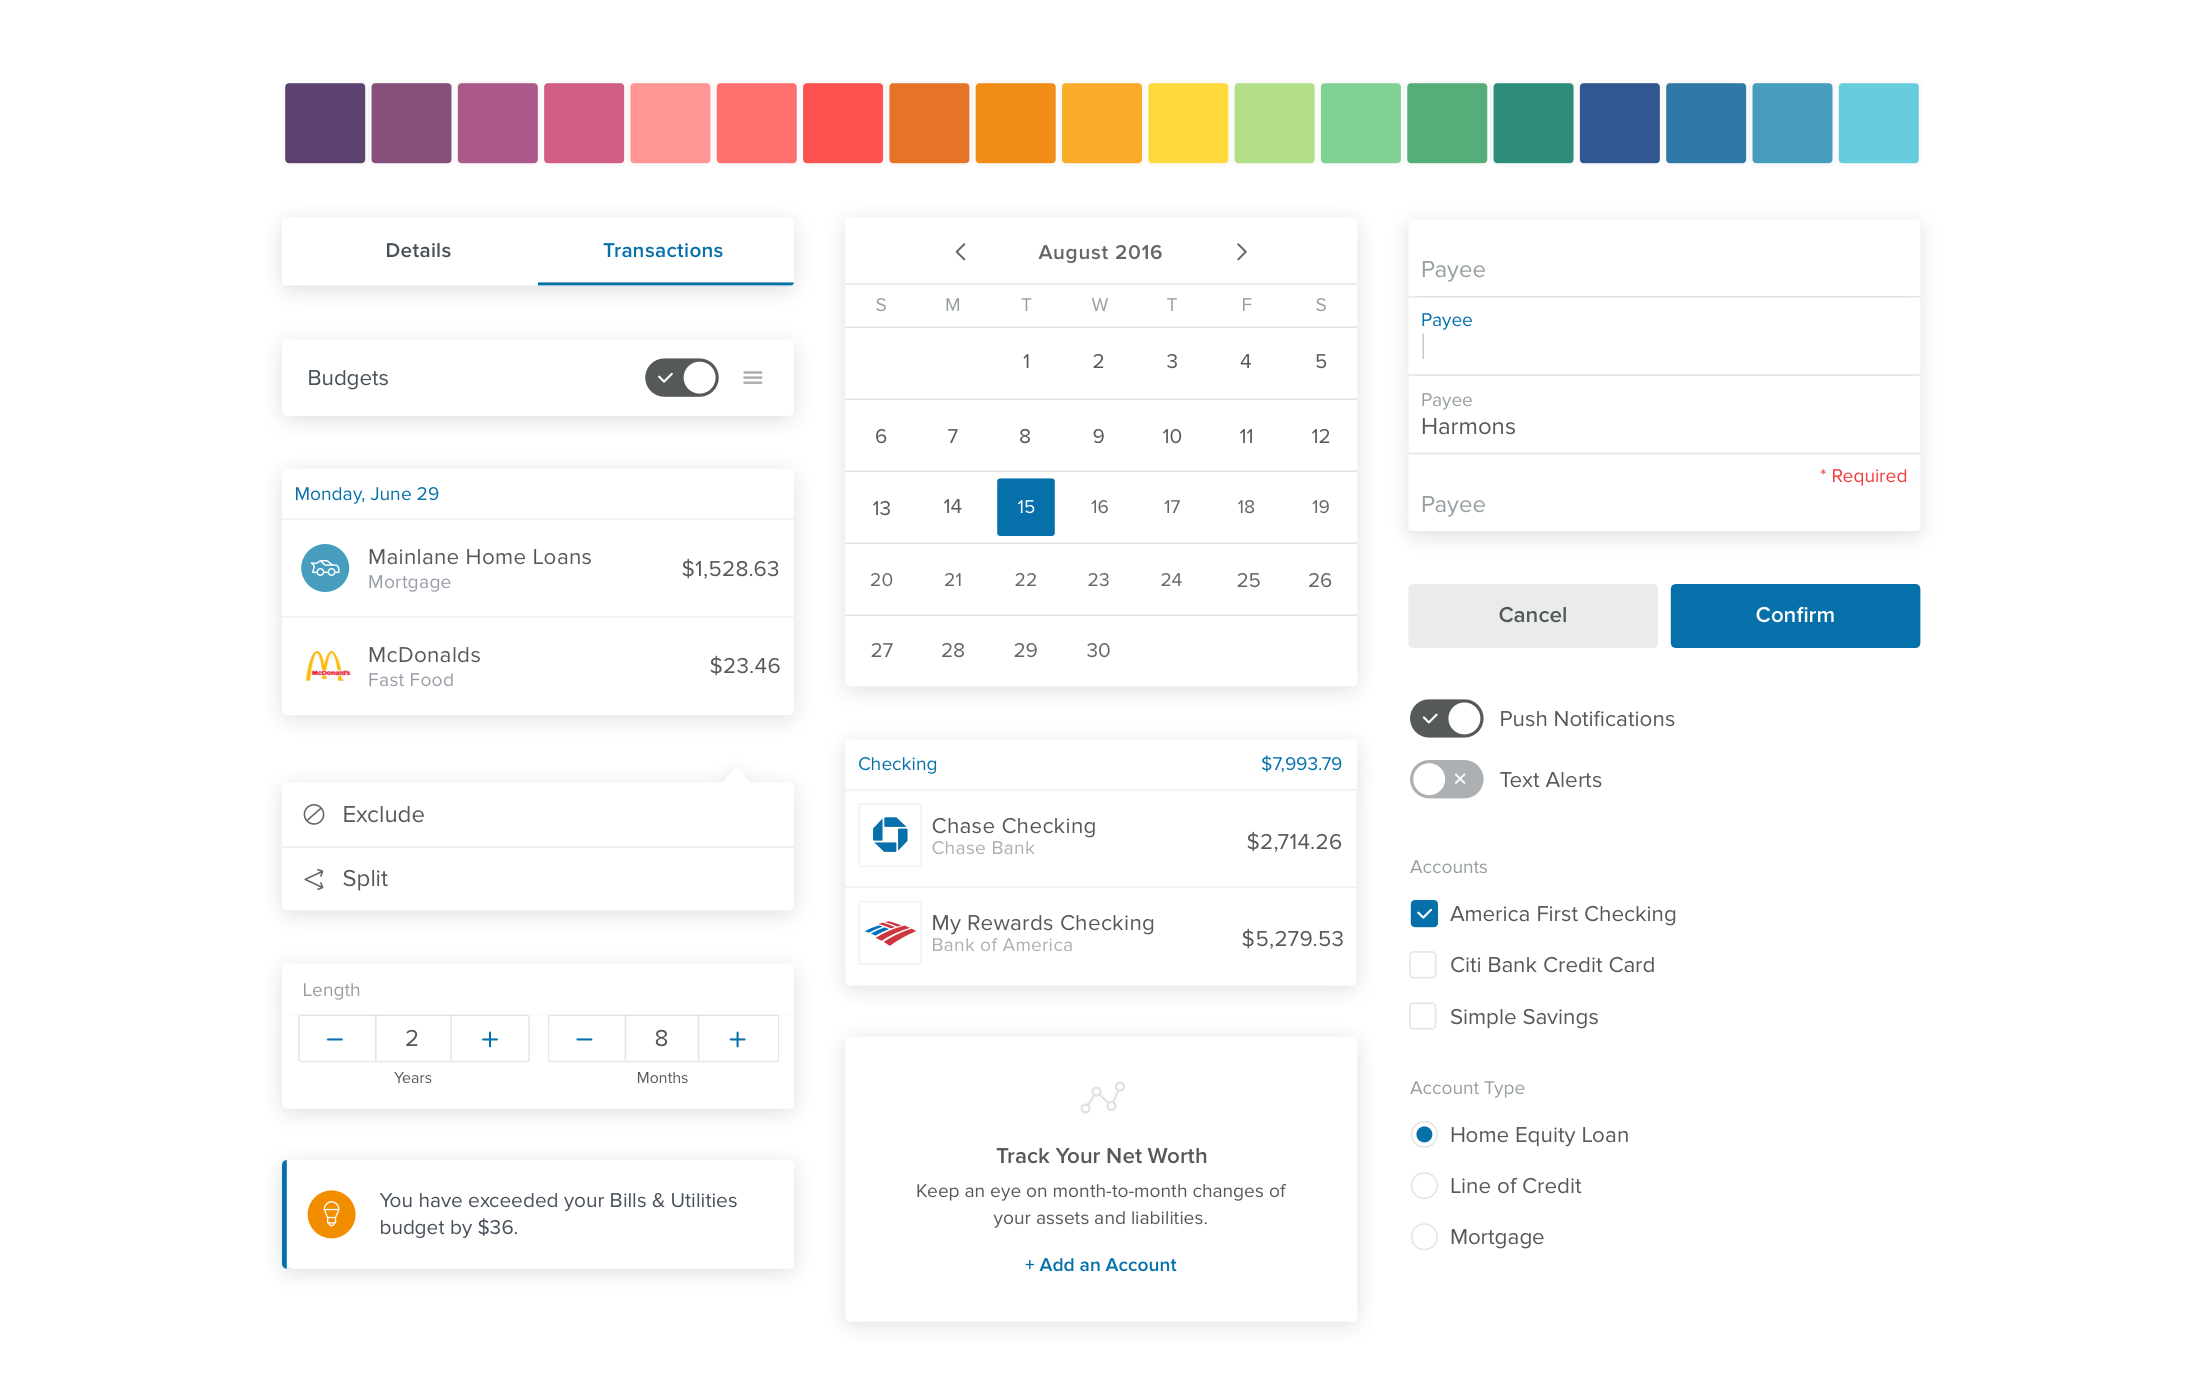 Details Transactions
Budgets
Monday, June 29
Mainlane Home Loans
Mortgage
$1,528.63
McDonald's
McDonalds
Fast Food
$23.46
Exclude
Split
Length
2 8
Years Months
You have exceeded your Bills & Utilities
budget by $36.
August 2016
S M T W T F S
1 2 3 4 5
6 7 8 9 10 11 12
13 14 15 16 17 18 19
20 21 22 23 24 25 26
27 28 29 30
Checking $7,993.79
Chase Checking
Chase Bank
$2,714.26
My Rewards Checking
Bank of America
$5,279.53
Track Your Net Worth
Keep an eye on month-to-month changes of
your assets and liabilities.
+ Add an Account
Payee
Payee
Payee
Harmons
* Required
Payee
Cancel Confirm
Push Notifications
Text Alerts
Accounts
America First Checking
Citi Bank Credit Card
Simple Savings
Account Type
Home Equity Loan
Line of Credit
Mortgage